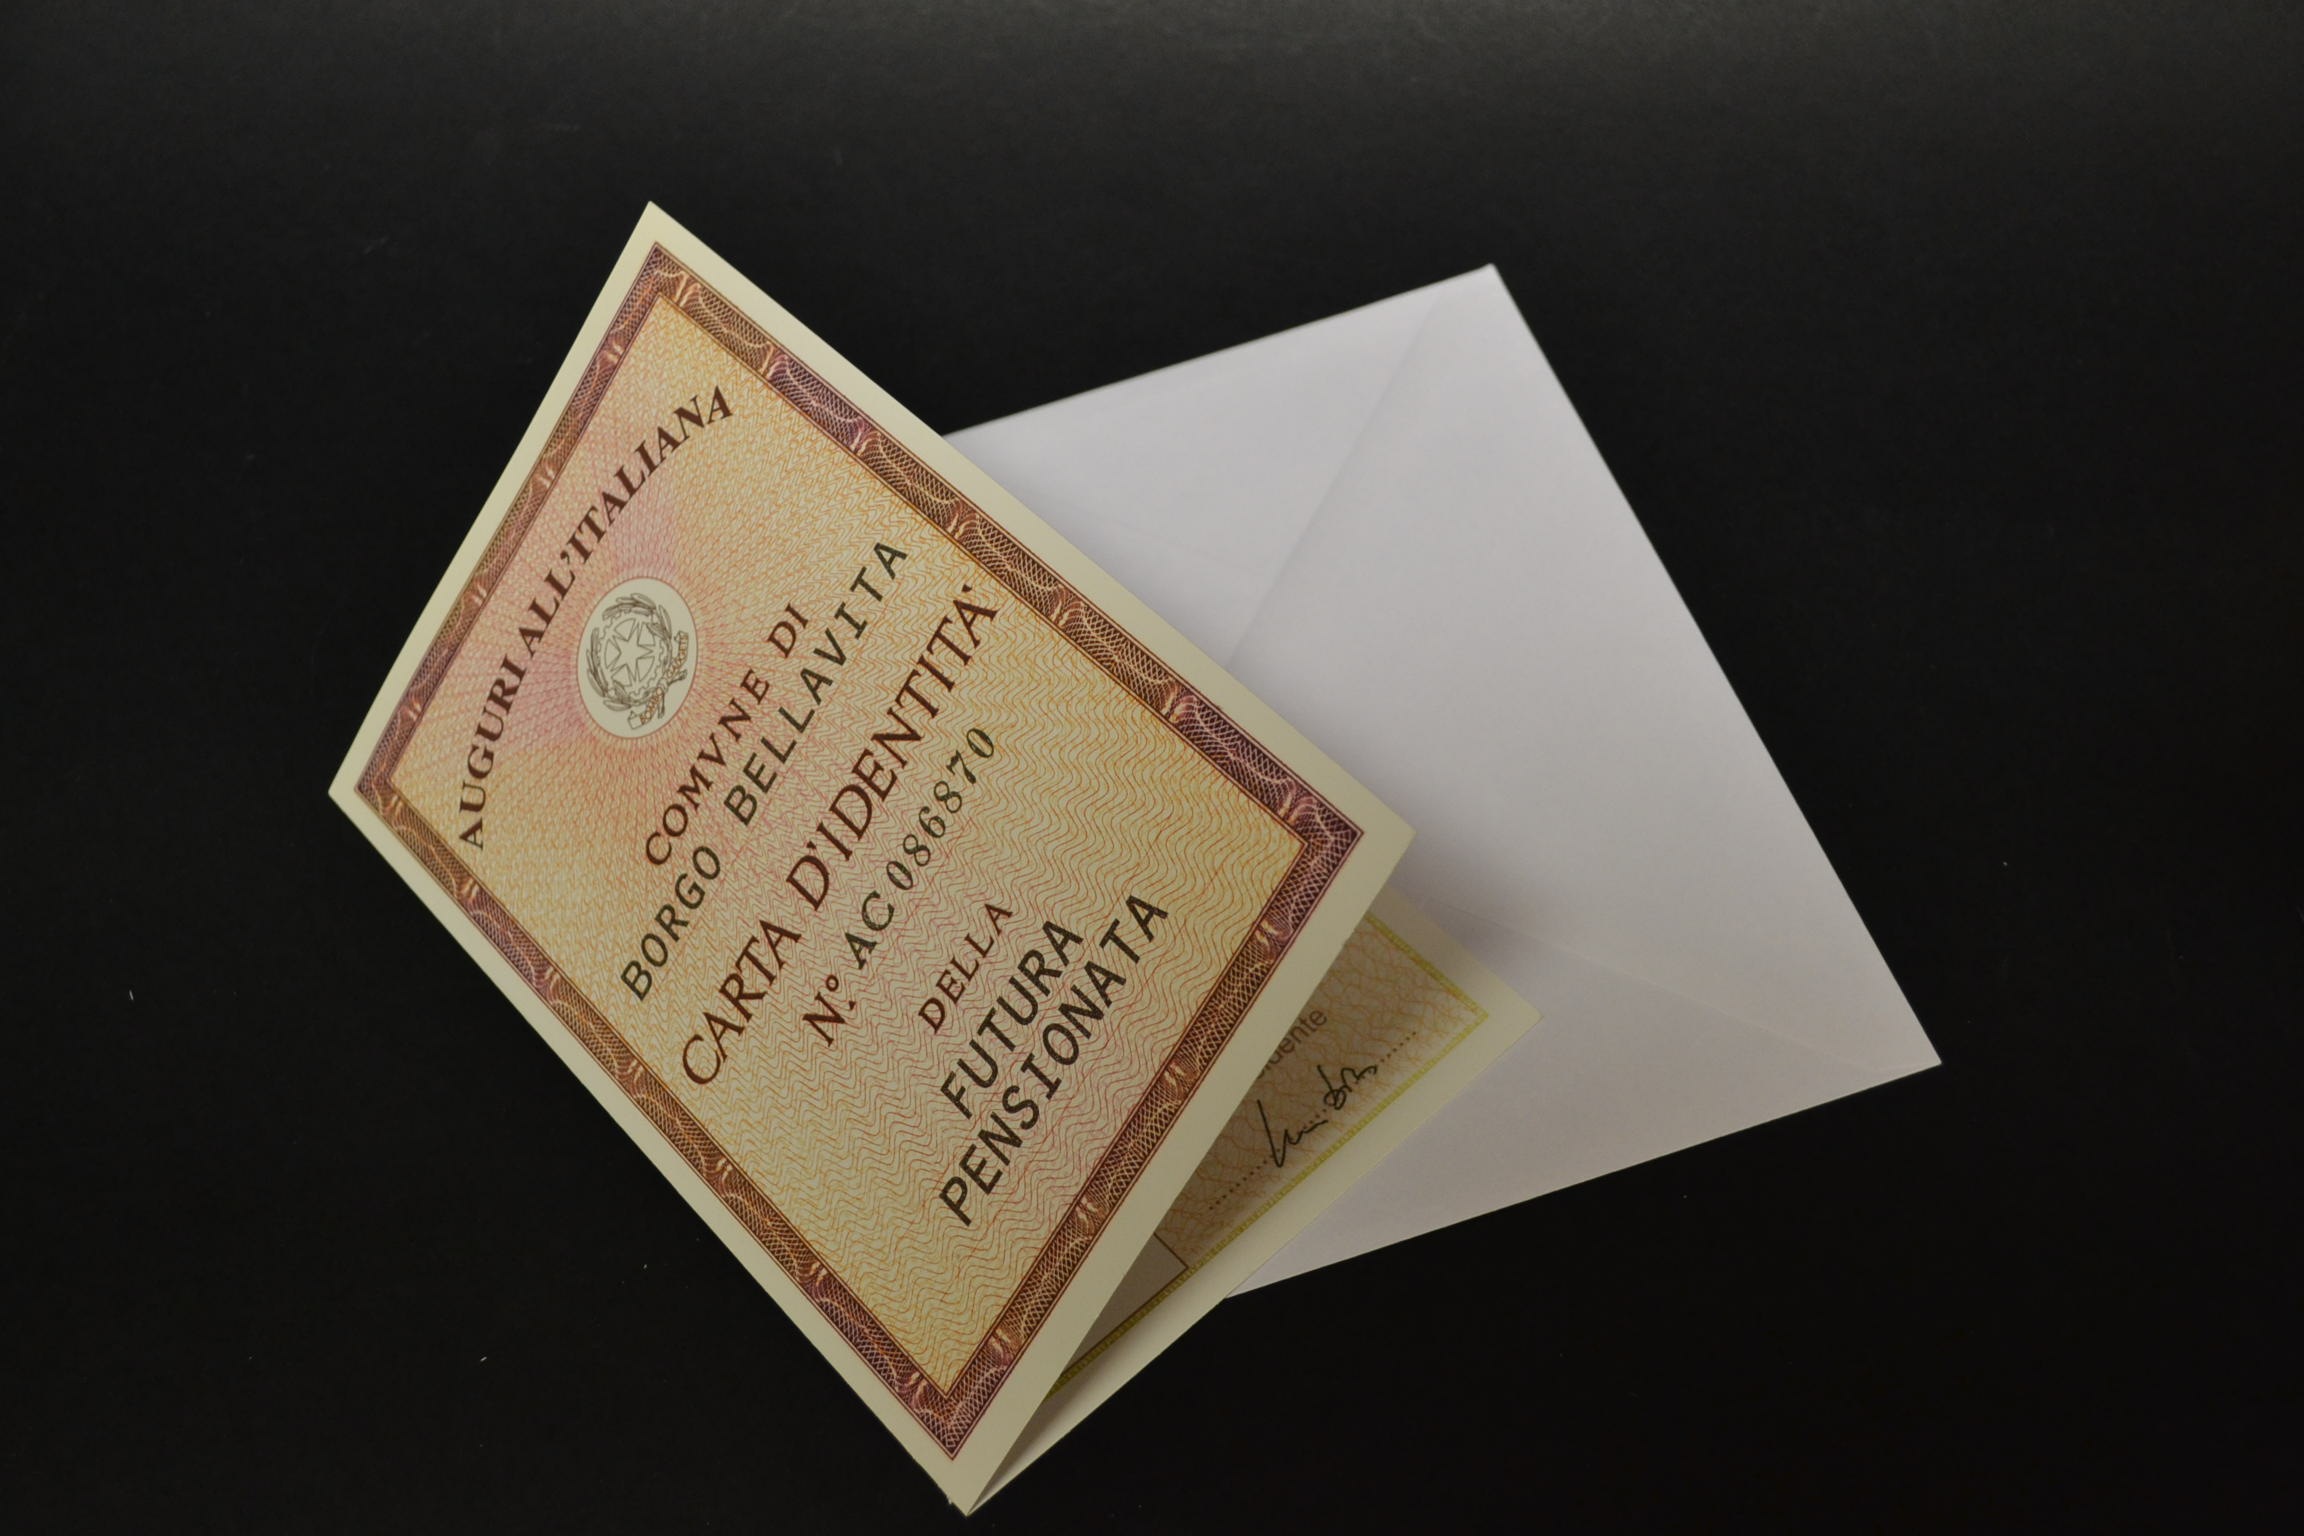 AUGURI ALL'ITALIANA
COMVNE DI
BORGO BELLAVITA
CARTA D'IDENTITA'
N.º AC 086870
DELLA
FUTURA
PENSIONATA